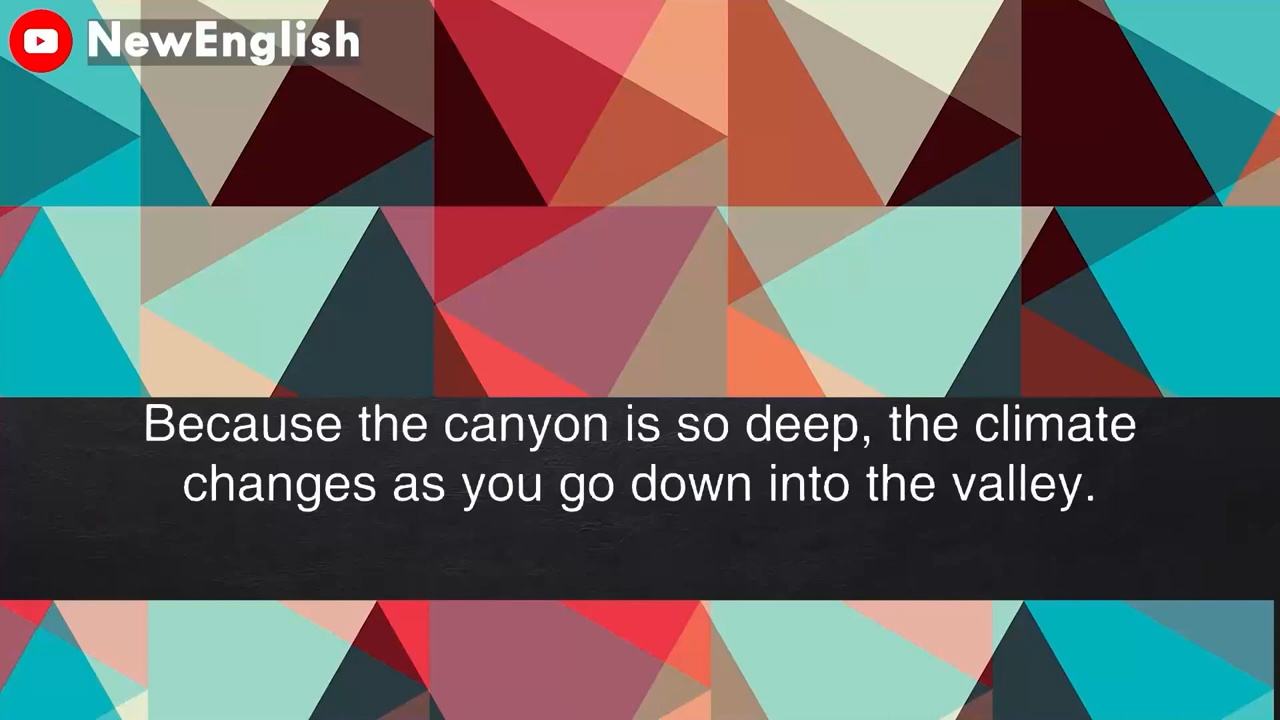 NewEnglish
Because the canyon is so deep, the climate
changes as you go down into the valley.